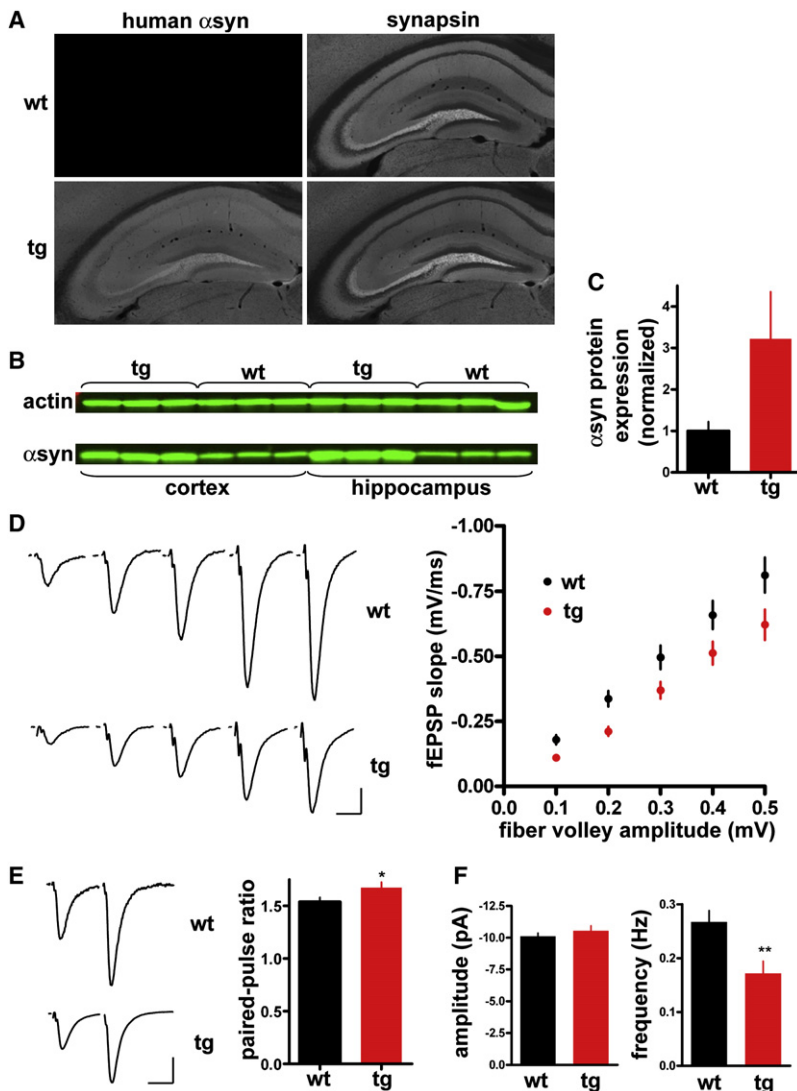 A
human αsyn
synapsin
wt
tg
B
tg
wt
tg
wt
actin
αsyn
cortex
hippocampus
C
αsyn protein
expression
(normalized)
4
3
2
1
0
wt
tg
D
wt
tg
fEPSP slope (mV/ms)
-1.00
-0.75
-0.50
-0.25
0.00
wt
tg
0.0
0.1
0.2
0.3
0.4
0.5
fiber volley amplitude (mV)
E
wt
tg
paired-pulse ratio
1.5
1.0
0.5
0.0
*
wt
tg
F
amplitude (pA)
-12.5
-10.0
-7.5
-5.0
-2.5
0.0
wt
tg
frequency (Hz)
0.3
0.2
0.1
0.0
**
wt
tg